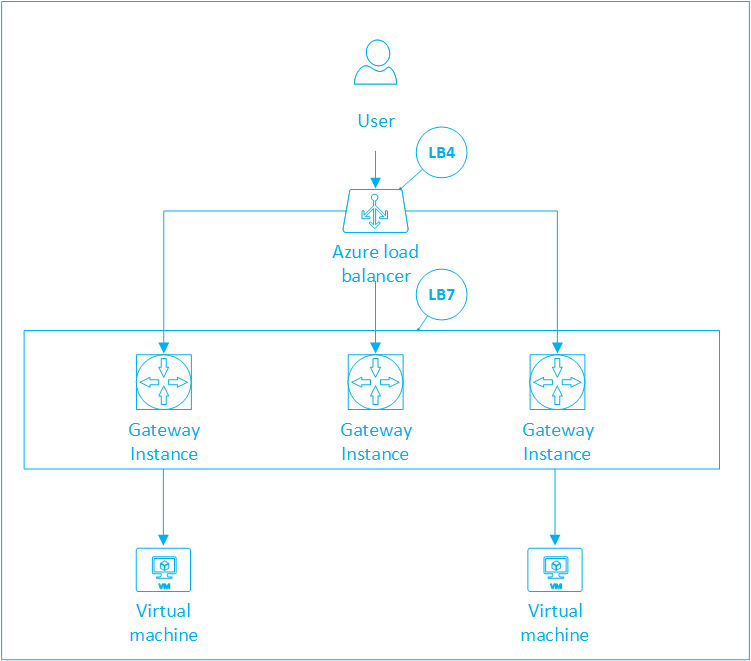 User
LB4
Azure load
balancer
LB7
Gateway
Instance
Gateway
Instance
Gateway
Instance
VM
Virtual
machine
VM
Virtual
machine